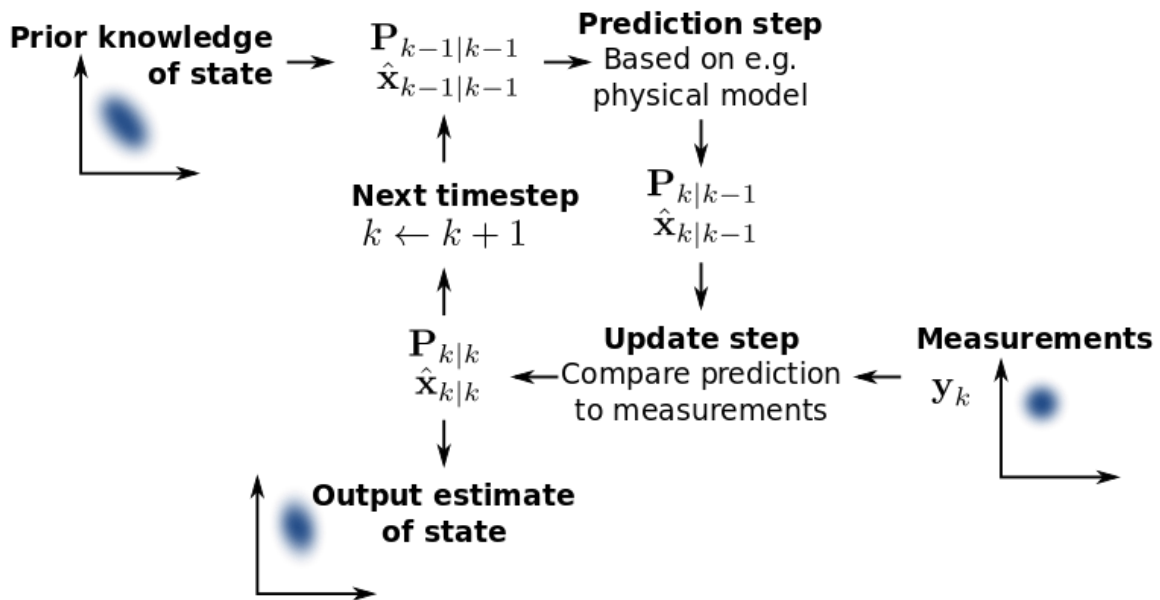 Prior knowledge
of state
P_{k−1|k−1}
x̂_{k−1|k−1}
Prediction step
Based on e.g.
physical model
Next timestep
k ← k + 1
P_{k|k−1}
x̂_{k|k−1}
P_{k|k}
x̂_{k|k}
Update step
Compare prediction
to measurements
Measurements
y_k
Output estimate
of state